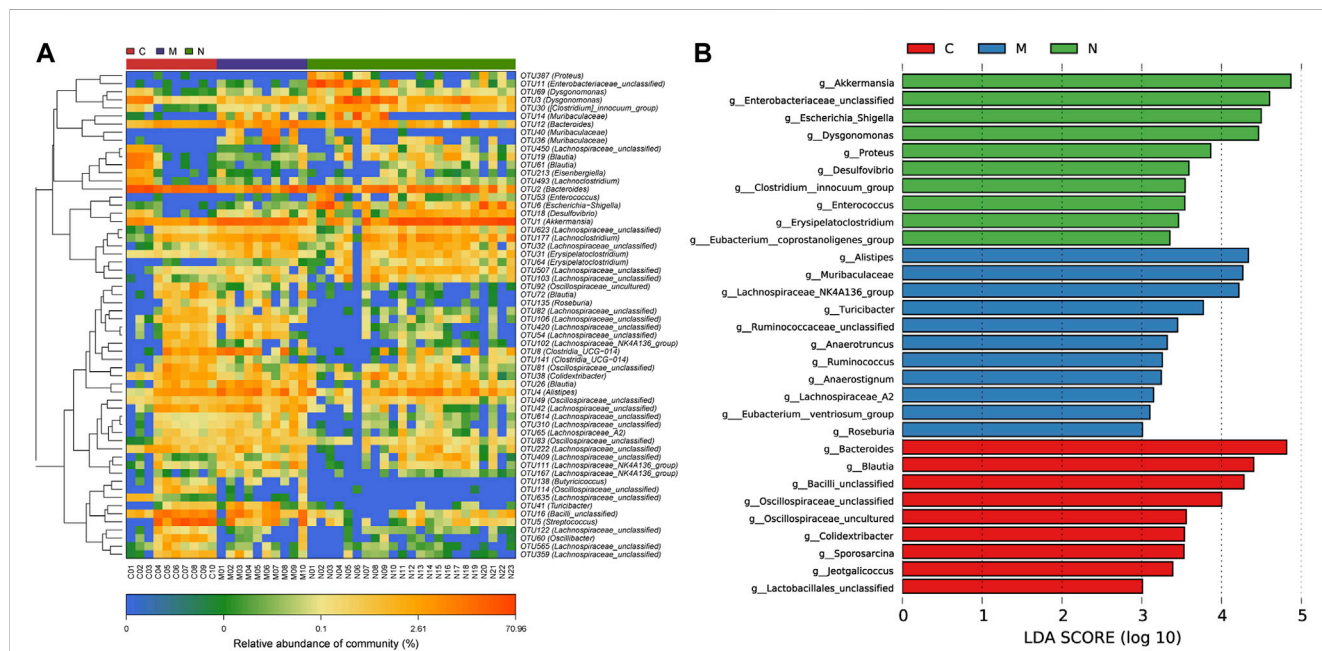 A
C M N
OTU387 (Proteus)
OTU11 (Enterobacteriaceae_unclassified)
OTU69 (Dysgonomonas)
OTU3 (Dysgonomonas)
OTU30 ([Clostridium]_innocuum_group)
OTU14 (Muribaculaceae)
OTU12 (Bacteroides)
OTU40 (Muribaculaceae)
OTU36 (Muribaculaceae)
OTU450 (Lachnospiraceae_unclassified)
OTU19 (Blautia)
OTU61 (Blautia)
OTU213 (Eisenbergiella)
OTU493 (Lachnoclostridium)
OTU2 (Bacteroides)
OTU53 (Enterococcus)
OTU6 (Escherichia−Shigella)
OTU18 (Desulfovibrio)
OTU1 (Akkermansia)
OTU623 (Lachnospiraceae_unclassified)
OTU177 (Lachnoclostridium)
OTU32 (Lachnospiraceae_unclassified)
OTU31 (Erysipelatoclostridium)
OTU64 (Erysipelatoclostridium)
OTU507 (Lachnospiraceae_unclassified)
OTU103 (Lachnospiraceae_unclassified)
OTU92 (Oscillospiraceae_uncultured)
OTU72 (Blautia)
OTU135 (Roseburia)
OTU82 (Lachnospiraceae_unclassified)
OTU106 (Lachnospiraceae_unclassified)
OTU420 (Lachnospiraceae_unclassified)
OTU54 (Lachnospiraceae_unclassified)
OTU102 (Lachnospiraceae_NK4A136_group)
OTU8 (Clostridia_UCG−014)
OTU141 (Clostridia_UCG−014)
OTU81 (Oscillospiraceae_unclassified)
OTU38 (Colidextribacter)
OTU26 (Blautia)
OTU4 (Alistipes)
OTU49 (Oscillospiraceae_unclassified)
OTU42 (Lachnospiraceae_unclassified)
OTU614 (Lachnospiraceae_unclassified)
OTU310 (Lachnospiraceae_unclassified)
OTU65 (Lachnospiraceae_A2)
OTU83 (Oscillospiraceae_unclassified)
OTU222 (Lachnospiraceae_unclassified)
OTU409 (Lachnospiraceae_unclassified)
OTU111 (Lachnospiraceae_NK4A136_group)
OTU167 (Lachnospiraceae_NK4A136_group)
OTU138 (Butyricicoccus)
OTU114 (Oscillospiraceae_unclassified)
OTU635 (Lachnospiraceae_unclassified)
OTU41 (Turicibacter)
OTU16 (Bacilli_unclassified)
OTU5 (Streptococcus)
OTU122 (Lachnospiraceae_unclassified)
OTU60 (Oscillibacter)
OTU565 (Lachnospiraceae_unclassified)
OTU359 (Lachnospiraceae_unclassified)
C01 C02 C03 C04 C05 C06 C07 C08 C09 C10 M01 M02 M03 M04 M05 M06 M07 M08 M09 M10 N01 N02 N03 N04 N05 N06 N07 N08 N09 N10 N11 N12 N13 N14 N15 N16 N17 N18 N19 N20 N21 N22 N23
0 0 0.1 2.61 70.96
Relative abundance of community (%)
B
C M N
g__Akkermansia
g__Enterobacteriaceae_unclassified
g__Escherichia_Shigella
g__Dysgonomonas
g__Proteus
g__Desulfovibrio
g___Clostridium_innocuum_group
g__Enterococcus
g__Erysipelatoclostridium
g___Eubacterium__coprostanoligenes_group
g__Alistipes
g__Muribaculaceae
g__Lachnospiraceae_NK4A136_group
g__Turicibacter
g__Ruminococcaceae_unclassified
g__Anaerotruncus
g__Ruminococcus
g__Anaerostignum
g__Lachnospiraceae_A2
g___Eubacterium__ventriosum_group
g__Roseburia
g__Bacteroides
g__Blautia
g__Bacilli_unclassified
g__Oscillospiraceae_unclassified
g__Oscillospiraceae_uncultured
g__Colidextribacter
g__Sporosarcina
g__Jeotgalicoccus
g__Lactobacillales_unclassified
0 1 2 3 4 5
LDA SCORE (log 10)